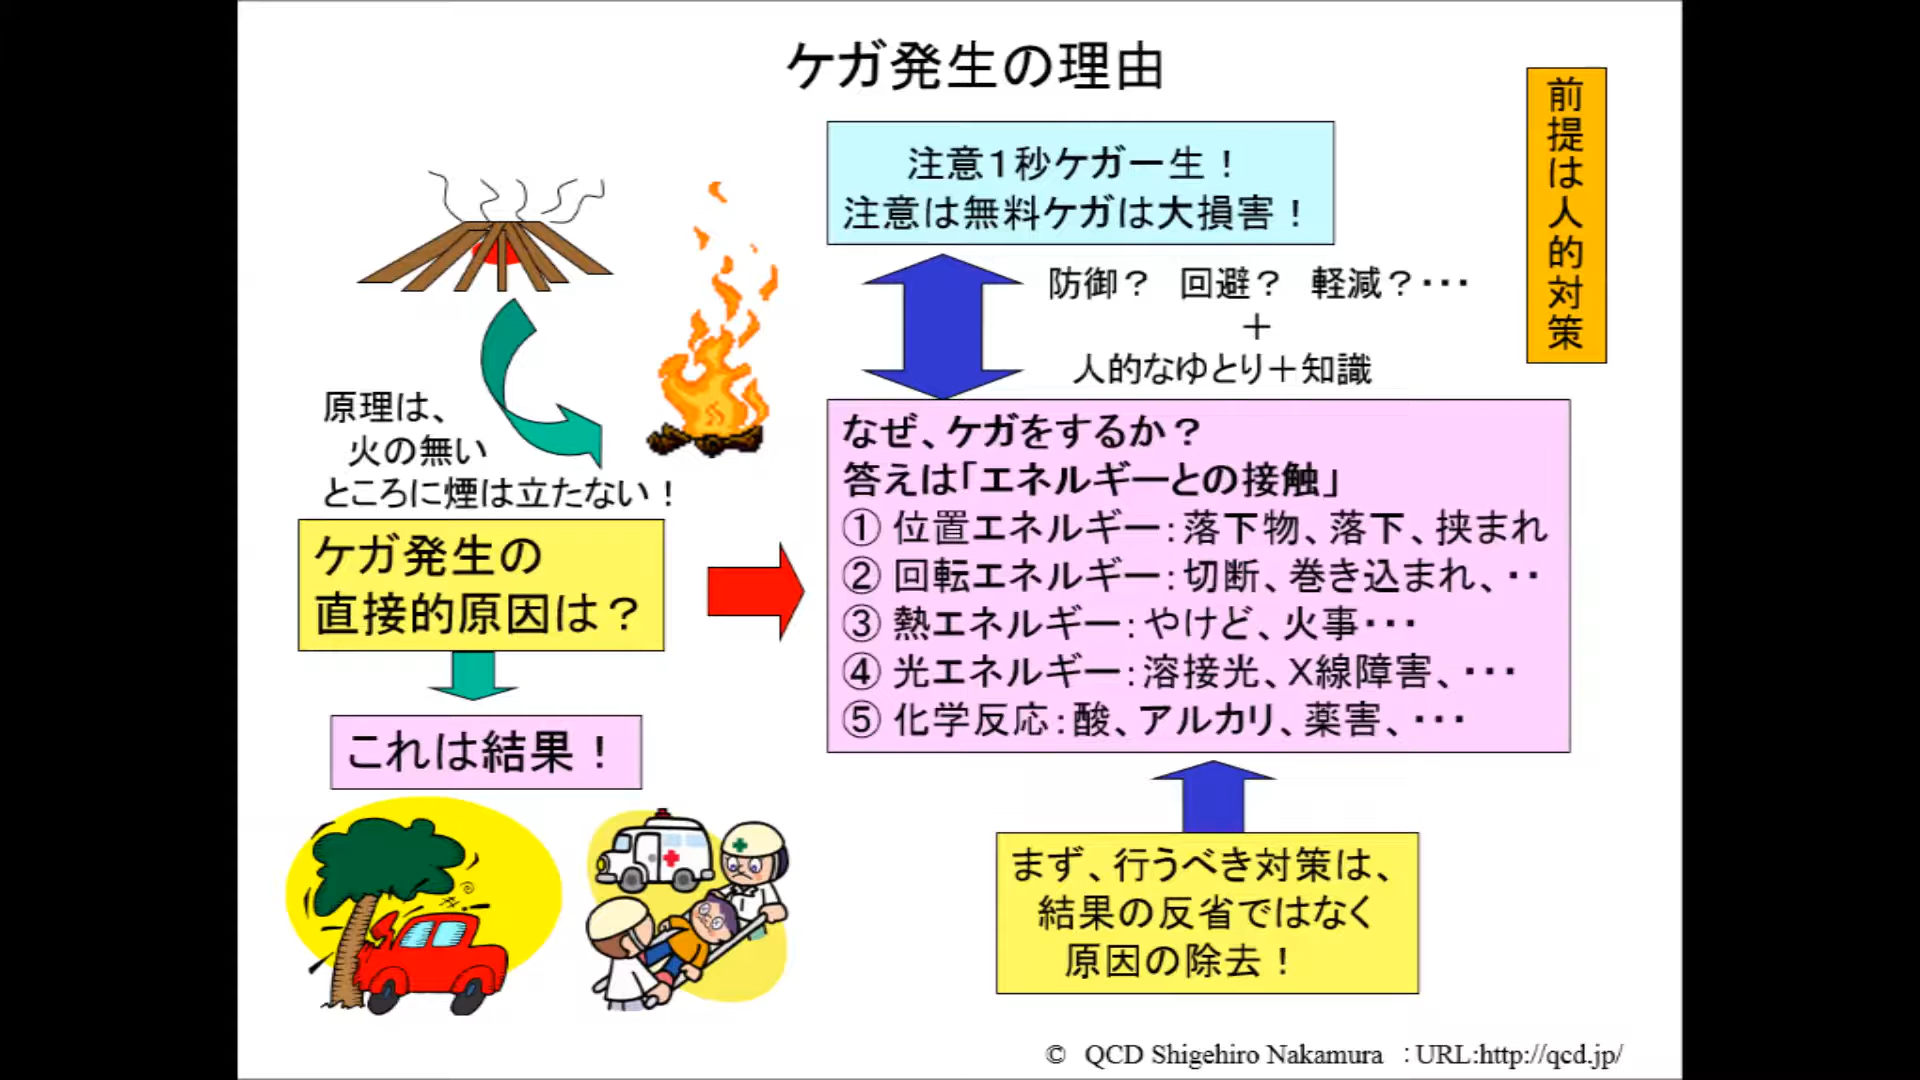 ケガ発生の理由
前提は人的対策
注意１秒ケガ一生！
注意は無料ケガは大損害！
防御？　回避？　軽減？・・・
＋
人的なゆとり＋知識
原理は、
火の無い
ところに煙は立たない！
ケガ発生の
直接的原因は？
これは結果！
なぜ、ケガをするか？
答えは「エネルギーとの接触」
① 位置エネルギー：落下物、落下、挟まれ
② 回転エネルギー：切断、巻き込まれ、・・
③ 熱エネルギー：やけど、火事・・・
④ 光エネルギー：溶接光、X線障害、・・・
⑤ 化学反応：酸、アルカリ、薬害、・・・
まず、行うべき対策は、
結果の反省ではなく
原因の除去！
©　QCD Shigehiro Nakamura　：URL:http://qcd.jp/